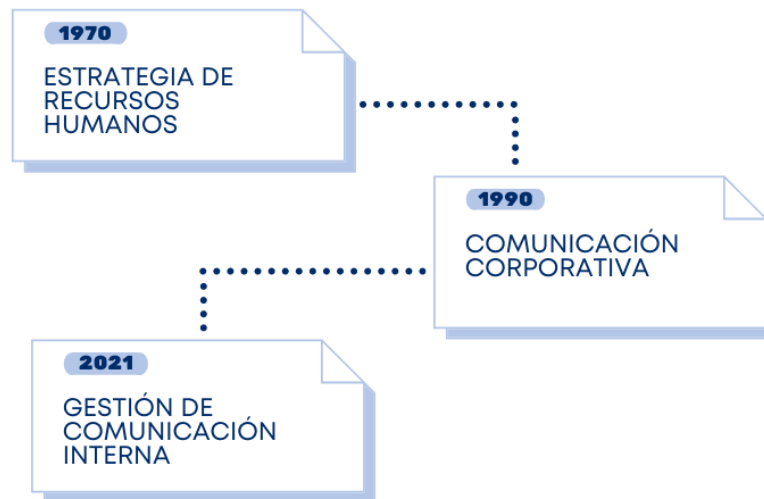 1970
ESTRATEGIA DE
RECURSOS
HUMANOS
1990
COMUNICACIÓN
CORPORATIVA
2021
GESTIÓN DE
COMUNICACIÓN
INTERNA